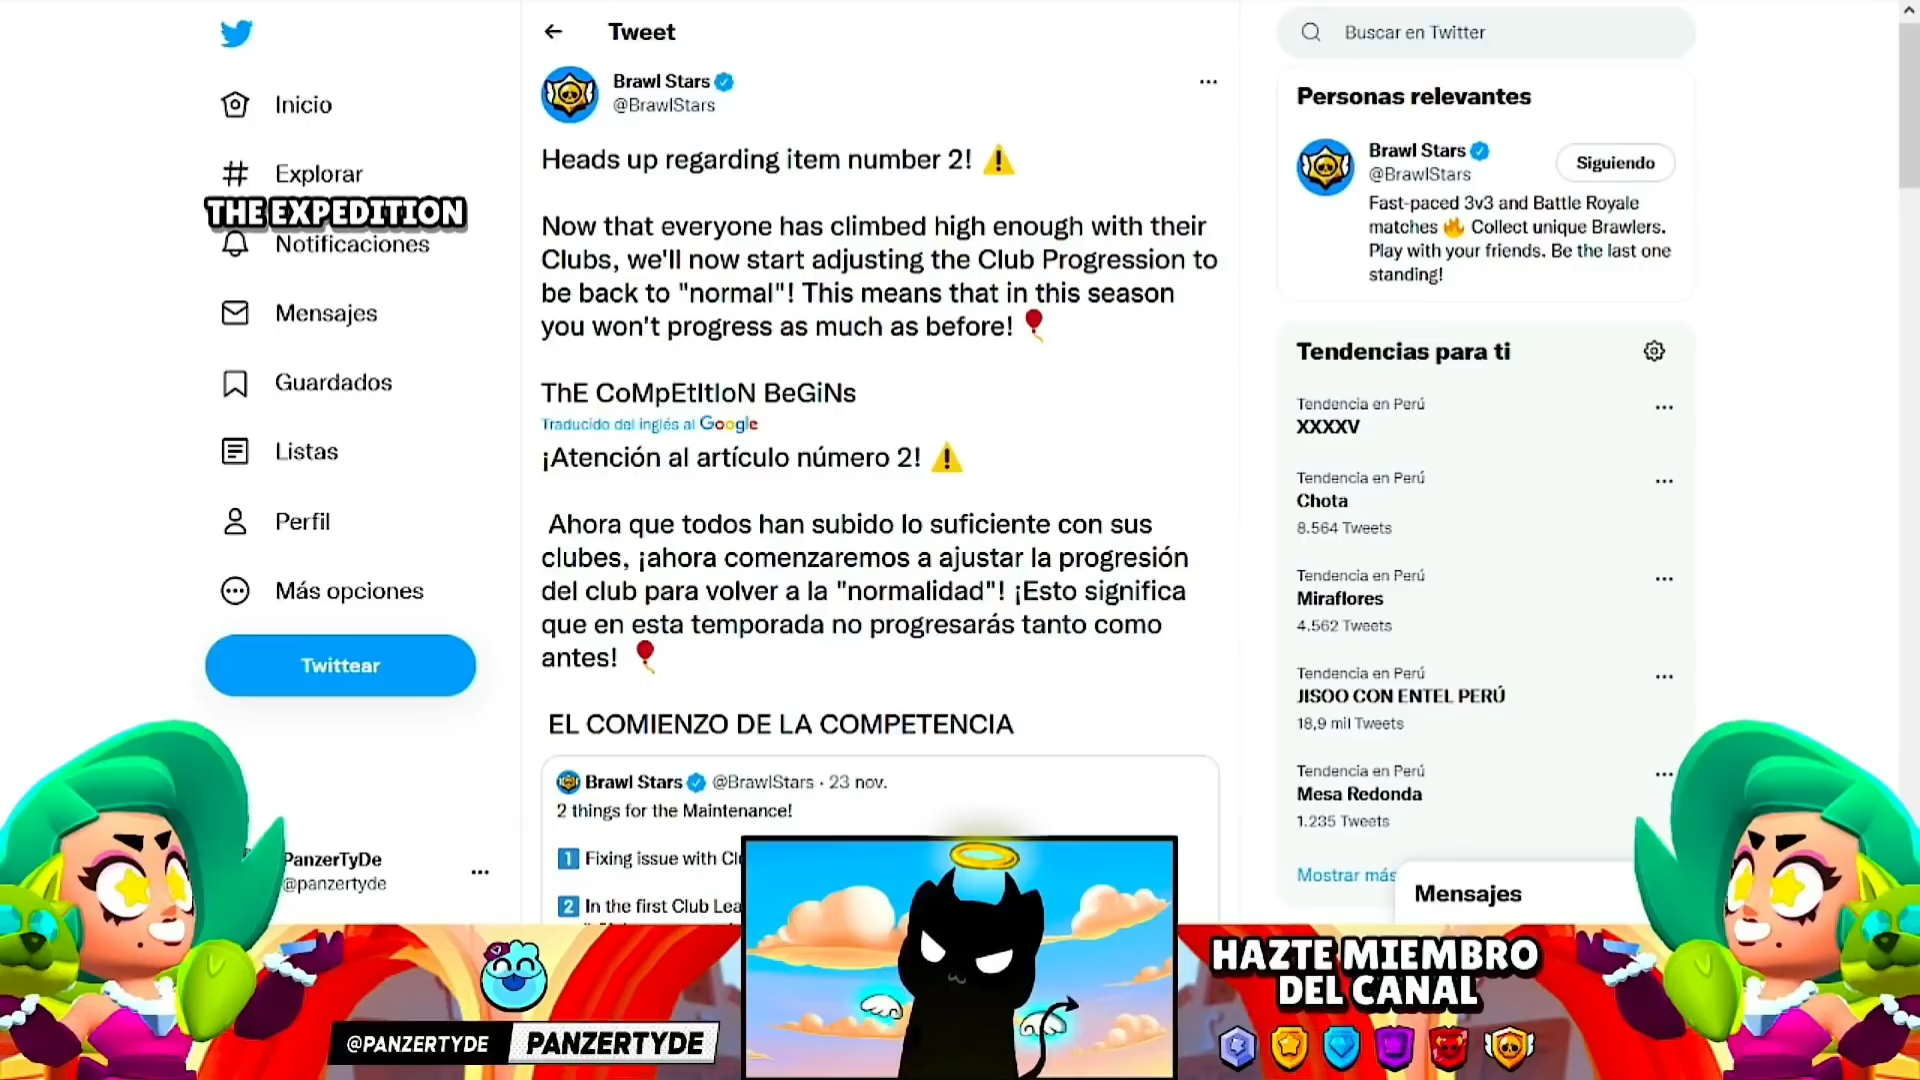 Inicio
Explorar
THE EXPEDITION
Notificaciones
Mensajes
Guardados
Listas
Perfil
Más opciones
Twittear
PanzerTyDe
@panzertyde
Tweet
Brawl Stars
@BrawlStars
Heads up regarding item number 2! ⚠️
Now that everyone has climbed high enough with their
Clubs, we'll now start adjusting the Club Progression to
be back to "normal"! This means that in this season
you won't progress as much as before! 🎈
ThE CoMpEtItIoN BeGiNs
Traducido del inglés al Google
¡Atención al artículo número 2! ⚠️
Ahora que todos han subido lo suficiente con sus
clubes, ¡ahora comenzaremos a ajustar la progresión
del club para volver a la "normalidad"! ¡Esto significa
que en esta temporada no progresarás tanto como
antes! 🎈
EL COMIENZO DE LA COMPETENCIA
Brawl Stars @BrawlStars · 23 nov.
2 things for the Maintenance!
1 Fixing issue with Cl
2 In the first Club Lea
Buscar en Twitter
Personas relevantes
Brawl Stars
@BrawlStars
Siguiendo
Fast-paced 3v3 and Battle Royale
matches 🔥 Collect unique Brawlers.
Play with your friends. Be the last one
standing!
Tendencias para ti
Tendencia en Perú
XXXXV
Tendencia en Perú
Chota
8.564 Tweets
Tendencia en Perú
Miraflores
4.562 Tweets
Tendencia en Perú
JISOO CON ENTEL PERÚ
18,9 mil Tweets
Tendencia en Perú
Mesa Redonda
1.235 Tweets
Mostrar más
Mensajes
@PANZERTYDE
PANZERTYDE
HAZTE MIEMBRO
DEL CANAL